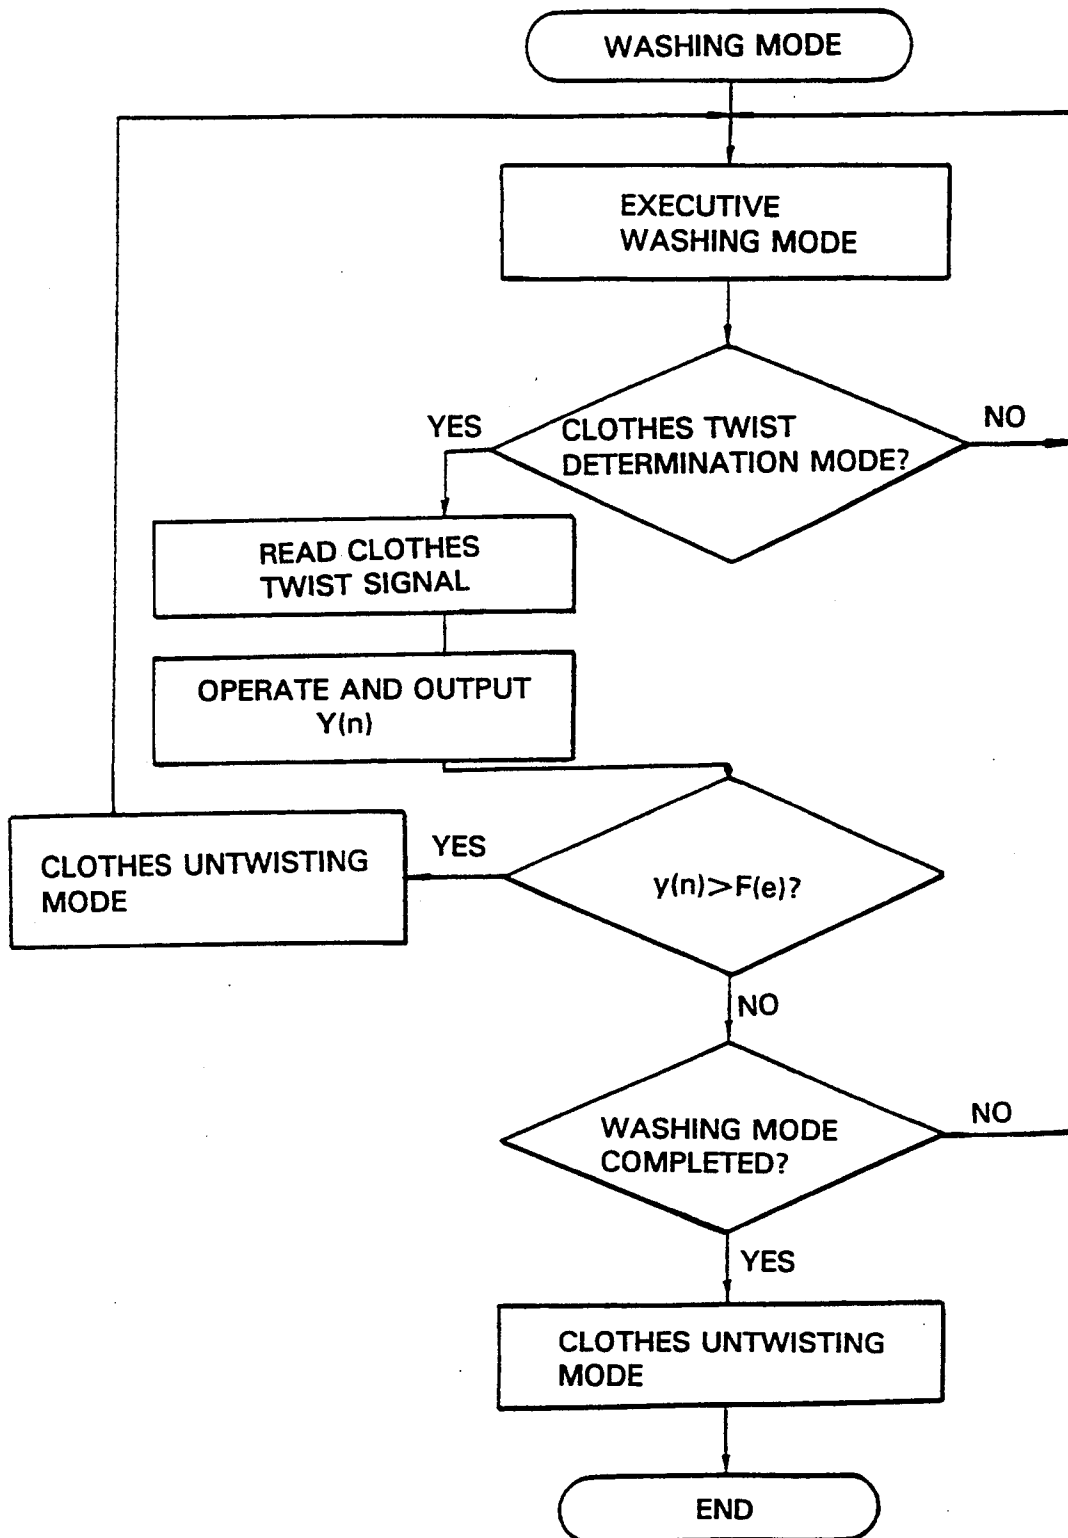 WASHING MODE
EXECUTIVE
WASHING MODE
YES
CLOTHES TWIST
DETERMINATION MODE?
NO
READ CLOTHES
TWIST SIGNAL
OPERATE AND OUTPUT
Y(n)
CLOTHES UNTWISTING
MODE
YES
y(n)>F(e)?
NO
WASHING MODE
COMPLETED?
NO
YES
CLOTHES UNTWISTING
MODE
END